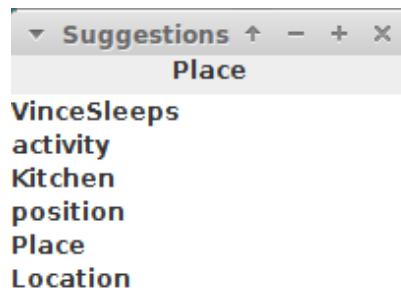 Suggestions
Place
VinceSleeps
activity
Kitchen
position
Place
Location